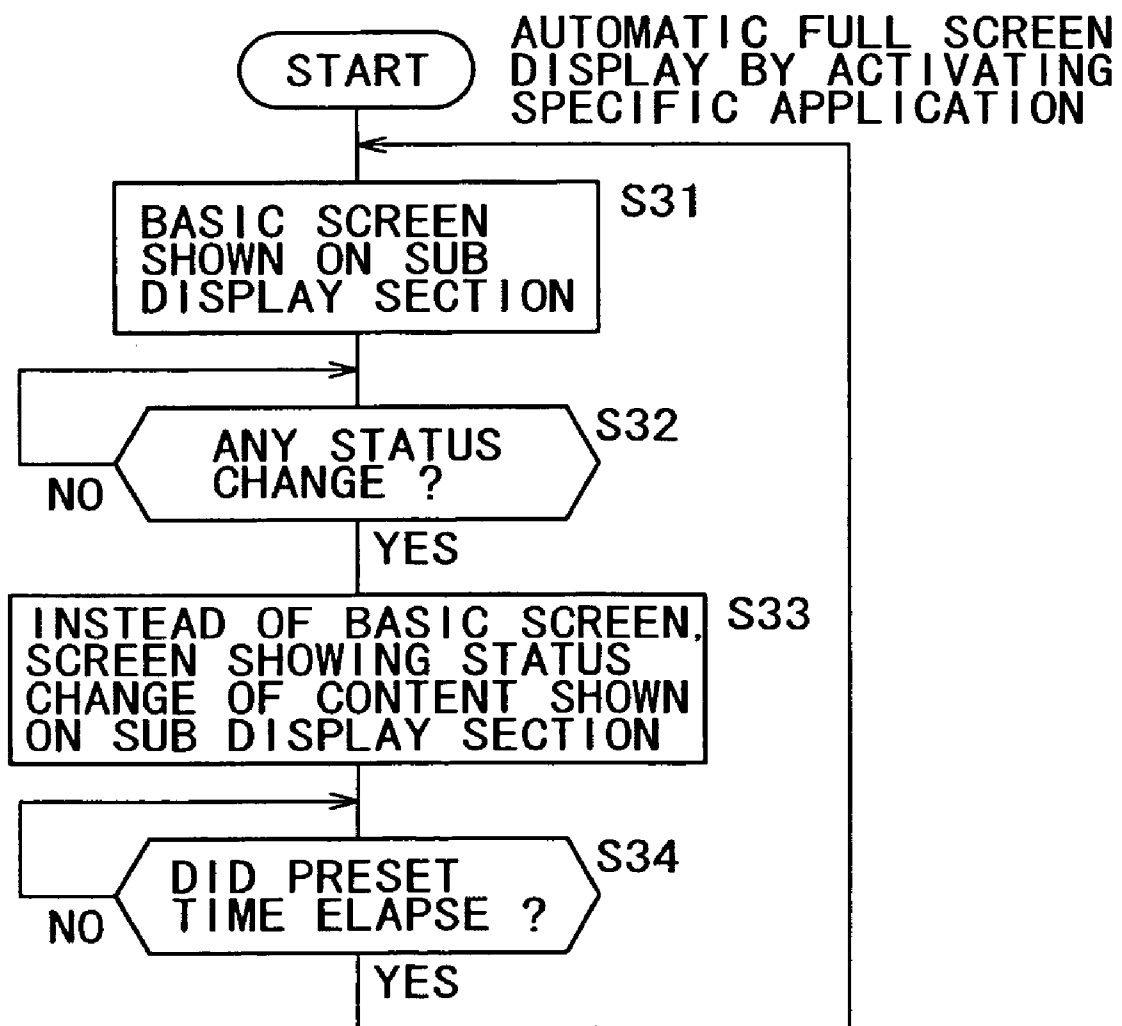 START
AUTOMATIC FULL SCREEN
DISPLAY BY ACTIVATING
SPECIFIC APPLICATION
S31
BASIC SCREEN
SHOWN ON SUB
DISPLAY SECTION
S32
ANY STATUS
CHANGE ?
NO
YES
S33
INSTEAD OF BASIC SCREEN,
SCREEN SHOWING STATUS
CHANGE OF CONTENT SHOWN
ON SUB DISPLAY SECTION
S34
DID PRESET
TIME ELAPSE ?
NO
YES